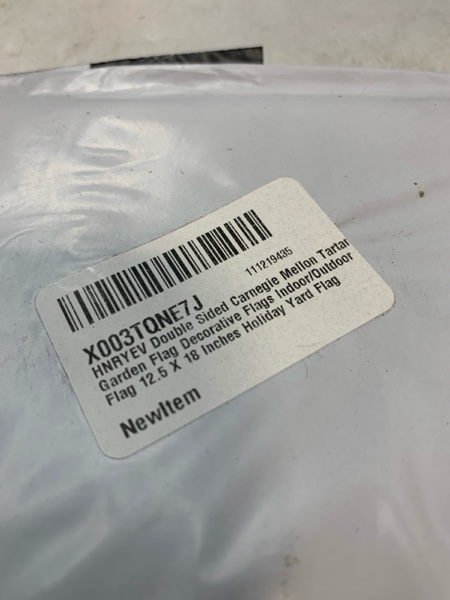 111219435
X003TQNE7J
HNRYEV Double Sided Carnegie Mellon Tartar
Garden Flag Decorative Flags Indoor/Outdoor
Flag 12.5 X 18 Inches Holiday Yard Flag
NewItem